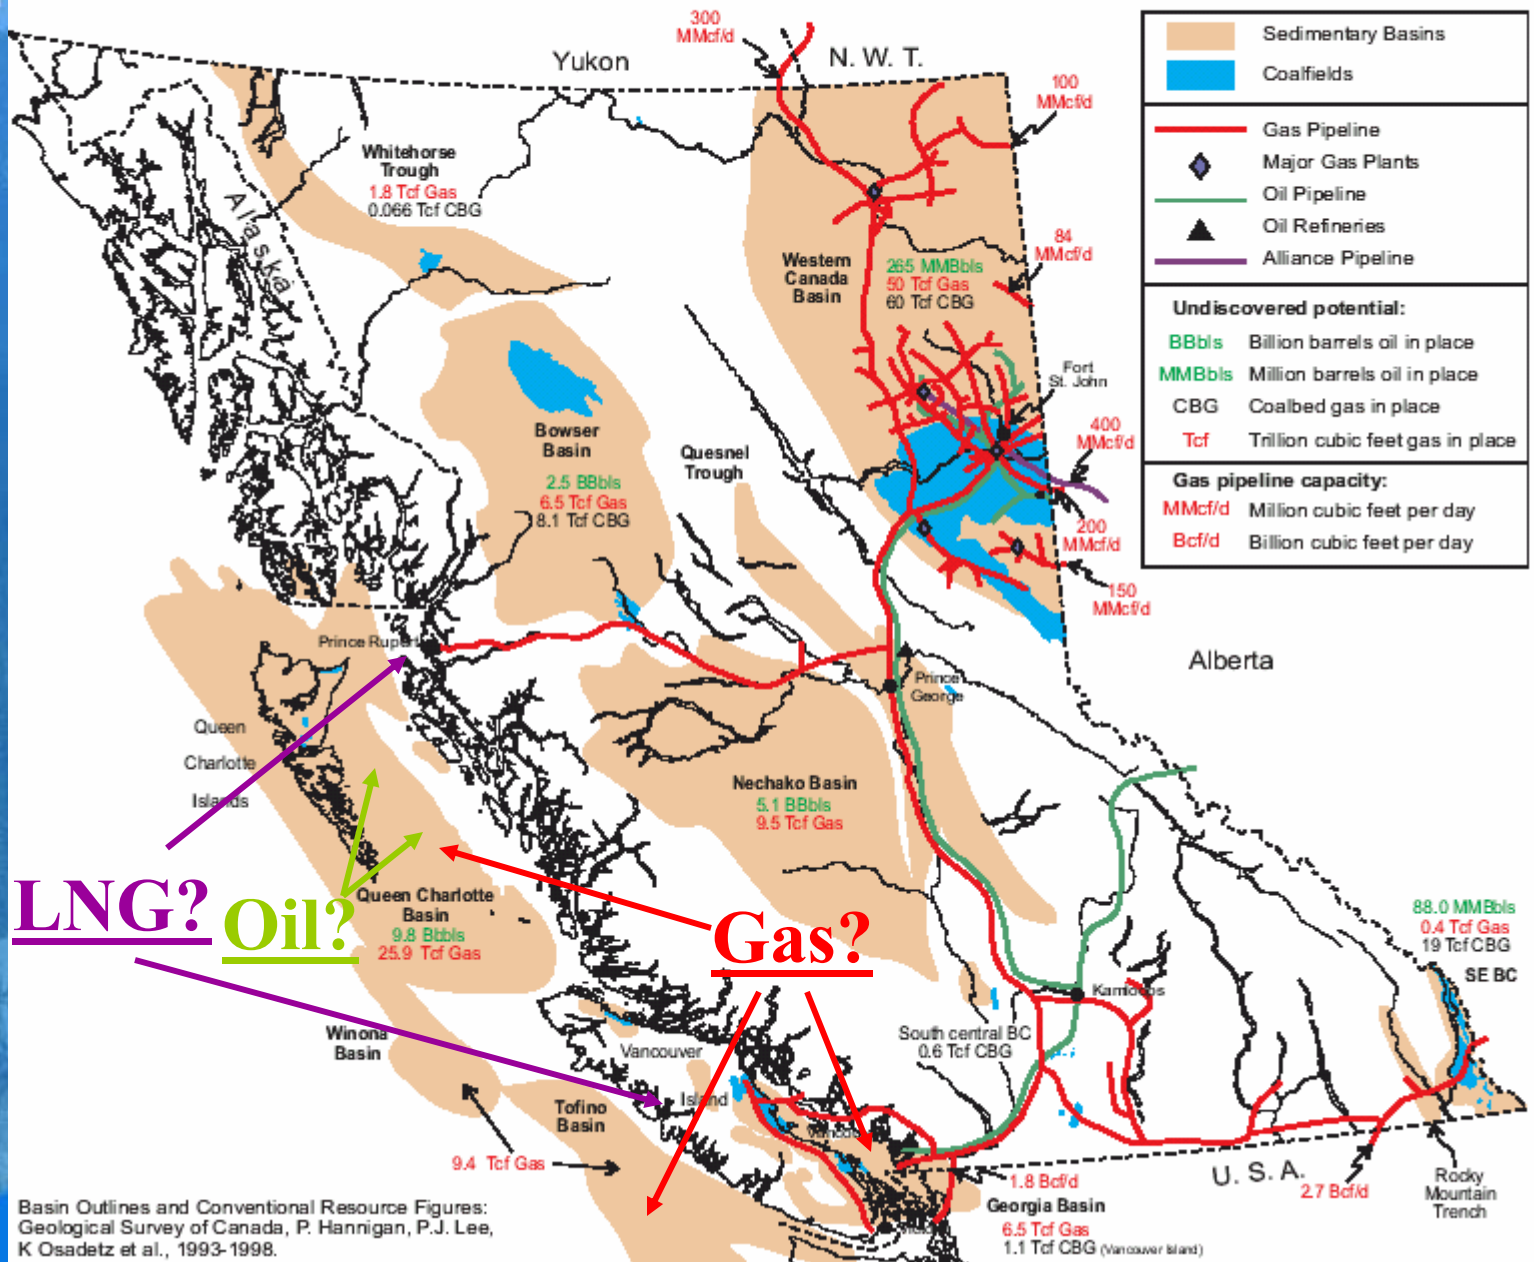 300
MMcf/d
Yukon
N. W. T.
100
MMcf/d
Sedimentary Basins
Coalfields
Gas Pipeline
Major Gas Plants
Oil Pipeline
Oil Refineries
Alliance Pipeline
Undiscovered potential:
BBbls Billion barrels oil in place
MMBbls Million barrels oil in place
CBG Coalbed gas in place
Tcf Trillion cubic feet gas in place
Gas pipeline capacity:
MMcf/d Million cubic feet per day
Bcf/d Billion cubic feet per day
Whitehorse
Trough
1.8 Tcf Gas
0.066 Tcf CBG
Alaska
84
MMcf/d
Western
Canada
Basin
265 MMBbls
50 Tcf Gas
60 Tcf CBG
Fort
St. John
400
MMcf/d
Bowser
Basin
2.5 BBbls
6.5 Tcf Gas
8.1 Tcf CBG
Quesnel
Trough
200
MMcf/d
150
MMcf/d
Prince Rupert
Alberta
Prince
George
Queen
Charlotte
Islands
Nechako Basin
5.1 BBbls
9.5 Tcf Gas
LNG?
Oil?
Gas?
Queen Charlotte
Basin
9.8 Bbbls
25.9 Tcf Gas
88.0 MMBbls
0.4 Tcf Gas
19 Tcf CBG
SE BC
Kamloops
Winona
Basin
South central BC
0.6 Tcf CBG
Vancouver
Island
Tofino
Basin
9.4 Tcf Gas
U. S. A.
1.8 Bcf/d
2.7 Bcf/d
Rocky
Mountain
Trench
Georgia Basin
6.5 Tcf Gas
1.1 Tcf CBG (Vancouver Island)
Basin Outlines and Conventional Resource Figures:
Geological Survey of Canada, P. Hannigan, P.J. Lee,
K Osadetz et al., 1993-1998.